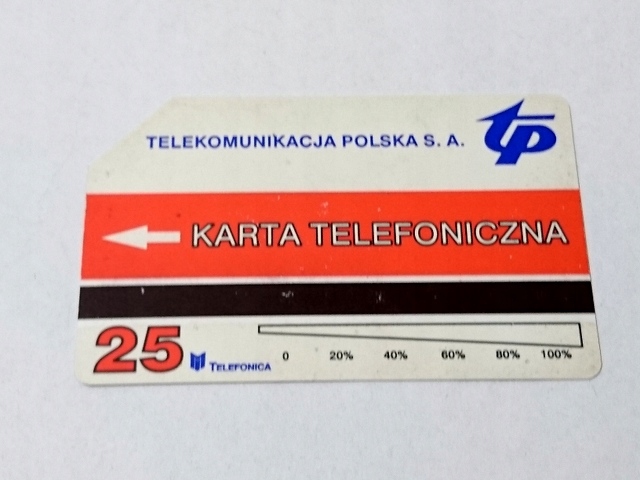 TELEKOMUNIKACJA POLSKA S. A.
tp
KARTA TELEFONICZNA
25
TELEFONICA
0 20% 40% 60% 80% 100%